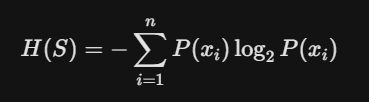 H(S) = − ∑_{i=1}^{n} P(x_i) log_2 P(x_i)